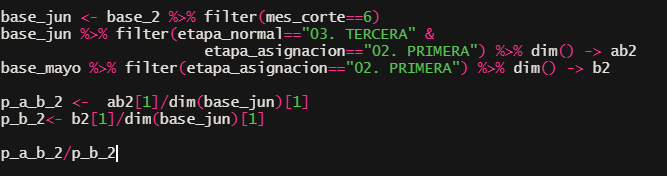 base_jun <- base_2 %>% filter(mes_corte==6)
base_jun %>% filter(etapa_normal=="03. TERCERA" &
etapa_asignacion=="02. PRIMERA") %>% dim() -> ab2
base_mayo %>% filter(etapa_asignacion=="02. PRIMERA") %>% dim() -> b2
p_a_b_2 <-  ab2[1]/dim(base_jun)[1]
p_b_2<- b2[1]/dim(base_jun)[1]
p_a_b_2/p_b_2